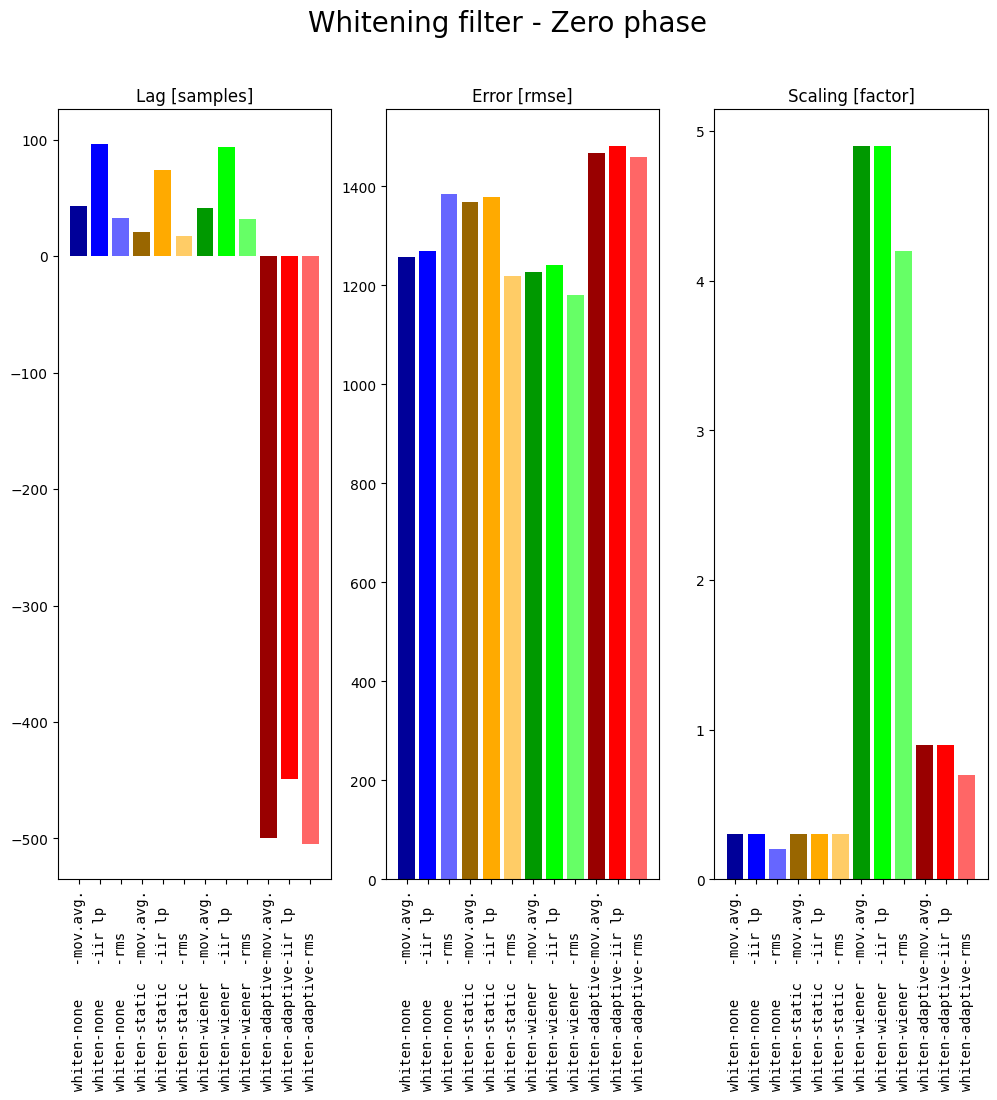 Whitening filter - Zero phase
Lag [samples]
100
0
−100
−200
−300
−400
−500
whiten-none    -mov.avg.
whiten-none    -iir lp
whiten-none    -rms
whiten-static  -mov.avg.
whiten-static  -iir lp
whiten-static  -rms
whiten-wiener  -mov.avg.
whiten-wiener  -iir lp
whiten-wiener  -rms
whiten-adaptive-mov.avg.
whiten-adaptive-iir lp
whiten-adaptive-rms
Error [rmse]
1400
1200
1000
800
600
400
200
0
whiten-none    -mov.avg.
whiten-none    -iir lp
whiten-none    -rms
whiten-static  -mov.avg.
whiten-static  -iir lp
whiten-static  -rms
whiten-wiener  -mov.avg.
whiten-wiener  -iir lp
whiten-wiener  -rms
whiten-adaptive-mov.avg.
whiten-adaptive-iir lp
whiten-adaptive-rms
Scaling [factor]
5
4
3
2
1
0
whiten-none    -mov.avg.
whiten-none    -iir lp
whiten-none    -rms
whiten-static  -mov.avg.
whiten-static  -iir lp
whiten-static  -rms
whiten-wiener  -mov.avg.
whiten-wiener  -iir lp
whiten-wiener  -rms
whiten-adaptive-mov.avg.
whiten-adaptive-iir lp
whiten-adaptive-rms